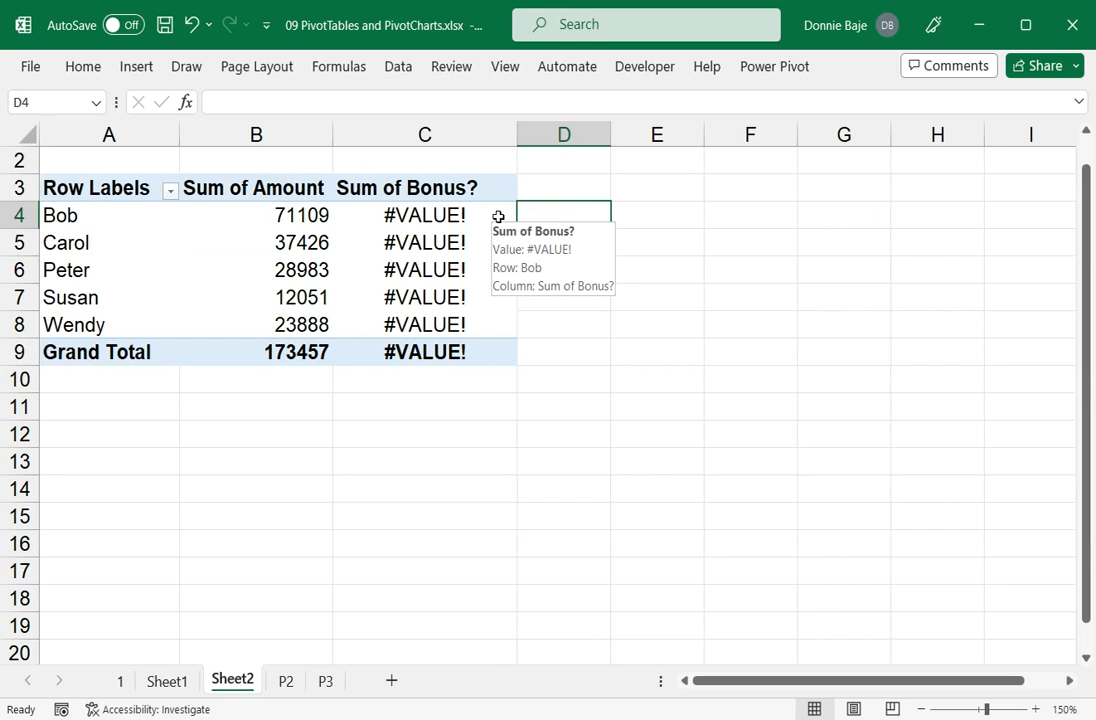 AutoSave Off 09 PivotTables and PivotCharts.xlsx -... Search Donnie Baje DB
File Home Insert Draw Page Layout Formulas Data Review View Automate Developer Help Power Pivot Comments Share
D4 fx
A B C D E F G H I
2
3 Row Labels Sum of Amount Sum of Bonus?
4 Bob 71109 #VALUE!
5 Carol 37426 #VALUE!
6 Peter 28983 #VALUE!
7 Susan 12051 #VALUE!
8 Wendy 23888 #VALUE!
9 Grand Total 173457 #VALUE!
Sum of Bonus?
Value: #VALUE!
Row: Bob
Column: Sum of Bonus?
10
11
12
13
14
15
16
17
18
19
20
1 Sheet1 Sheet2 P2 P3
Ready Accessibility: Investigate 150%